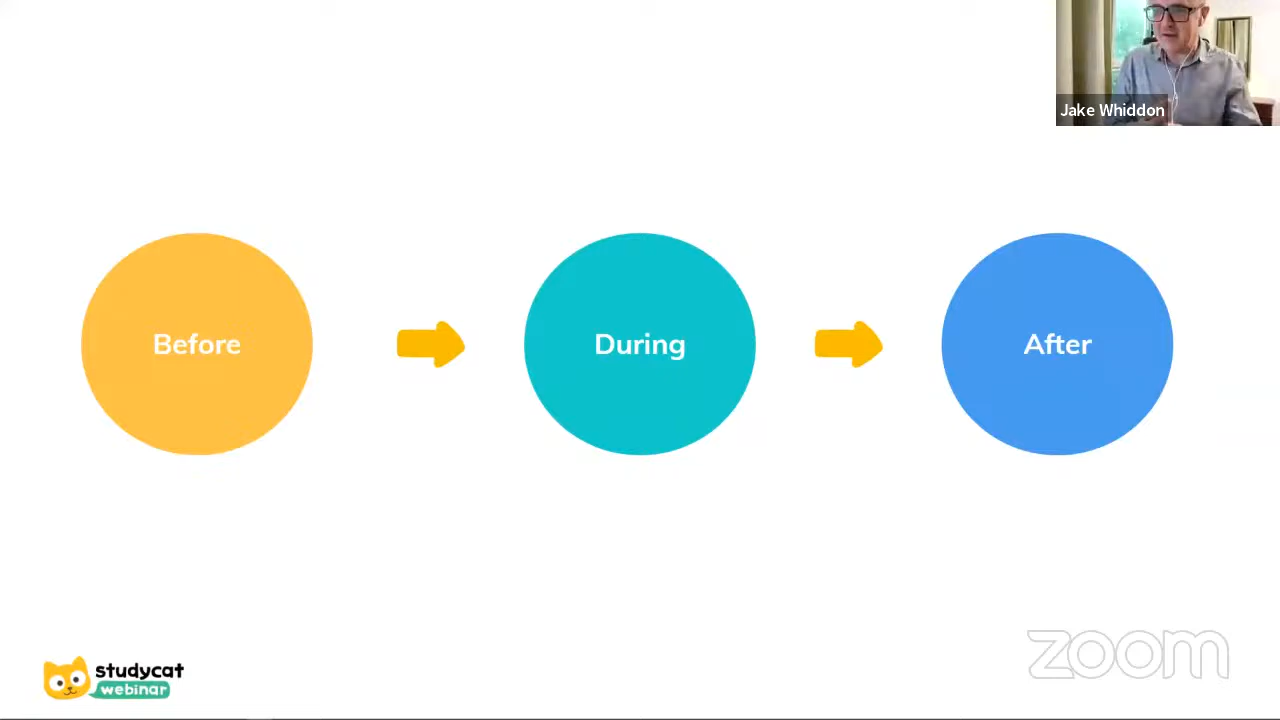 Jake Whiddon
Before
During
After
studycat
webinar
zoom